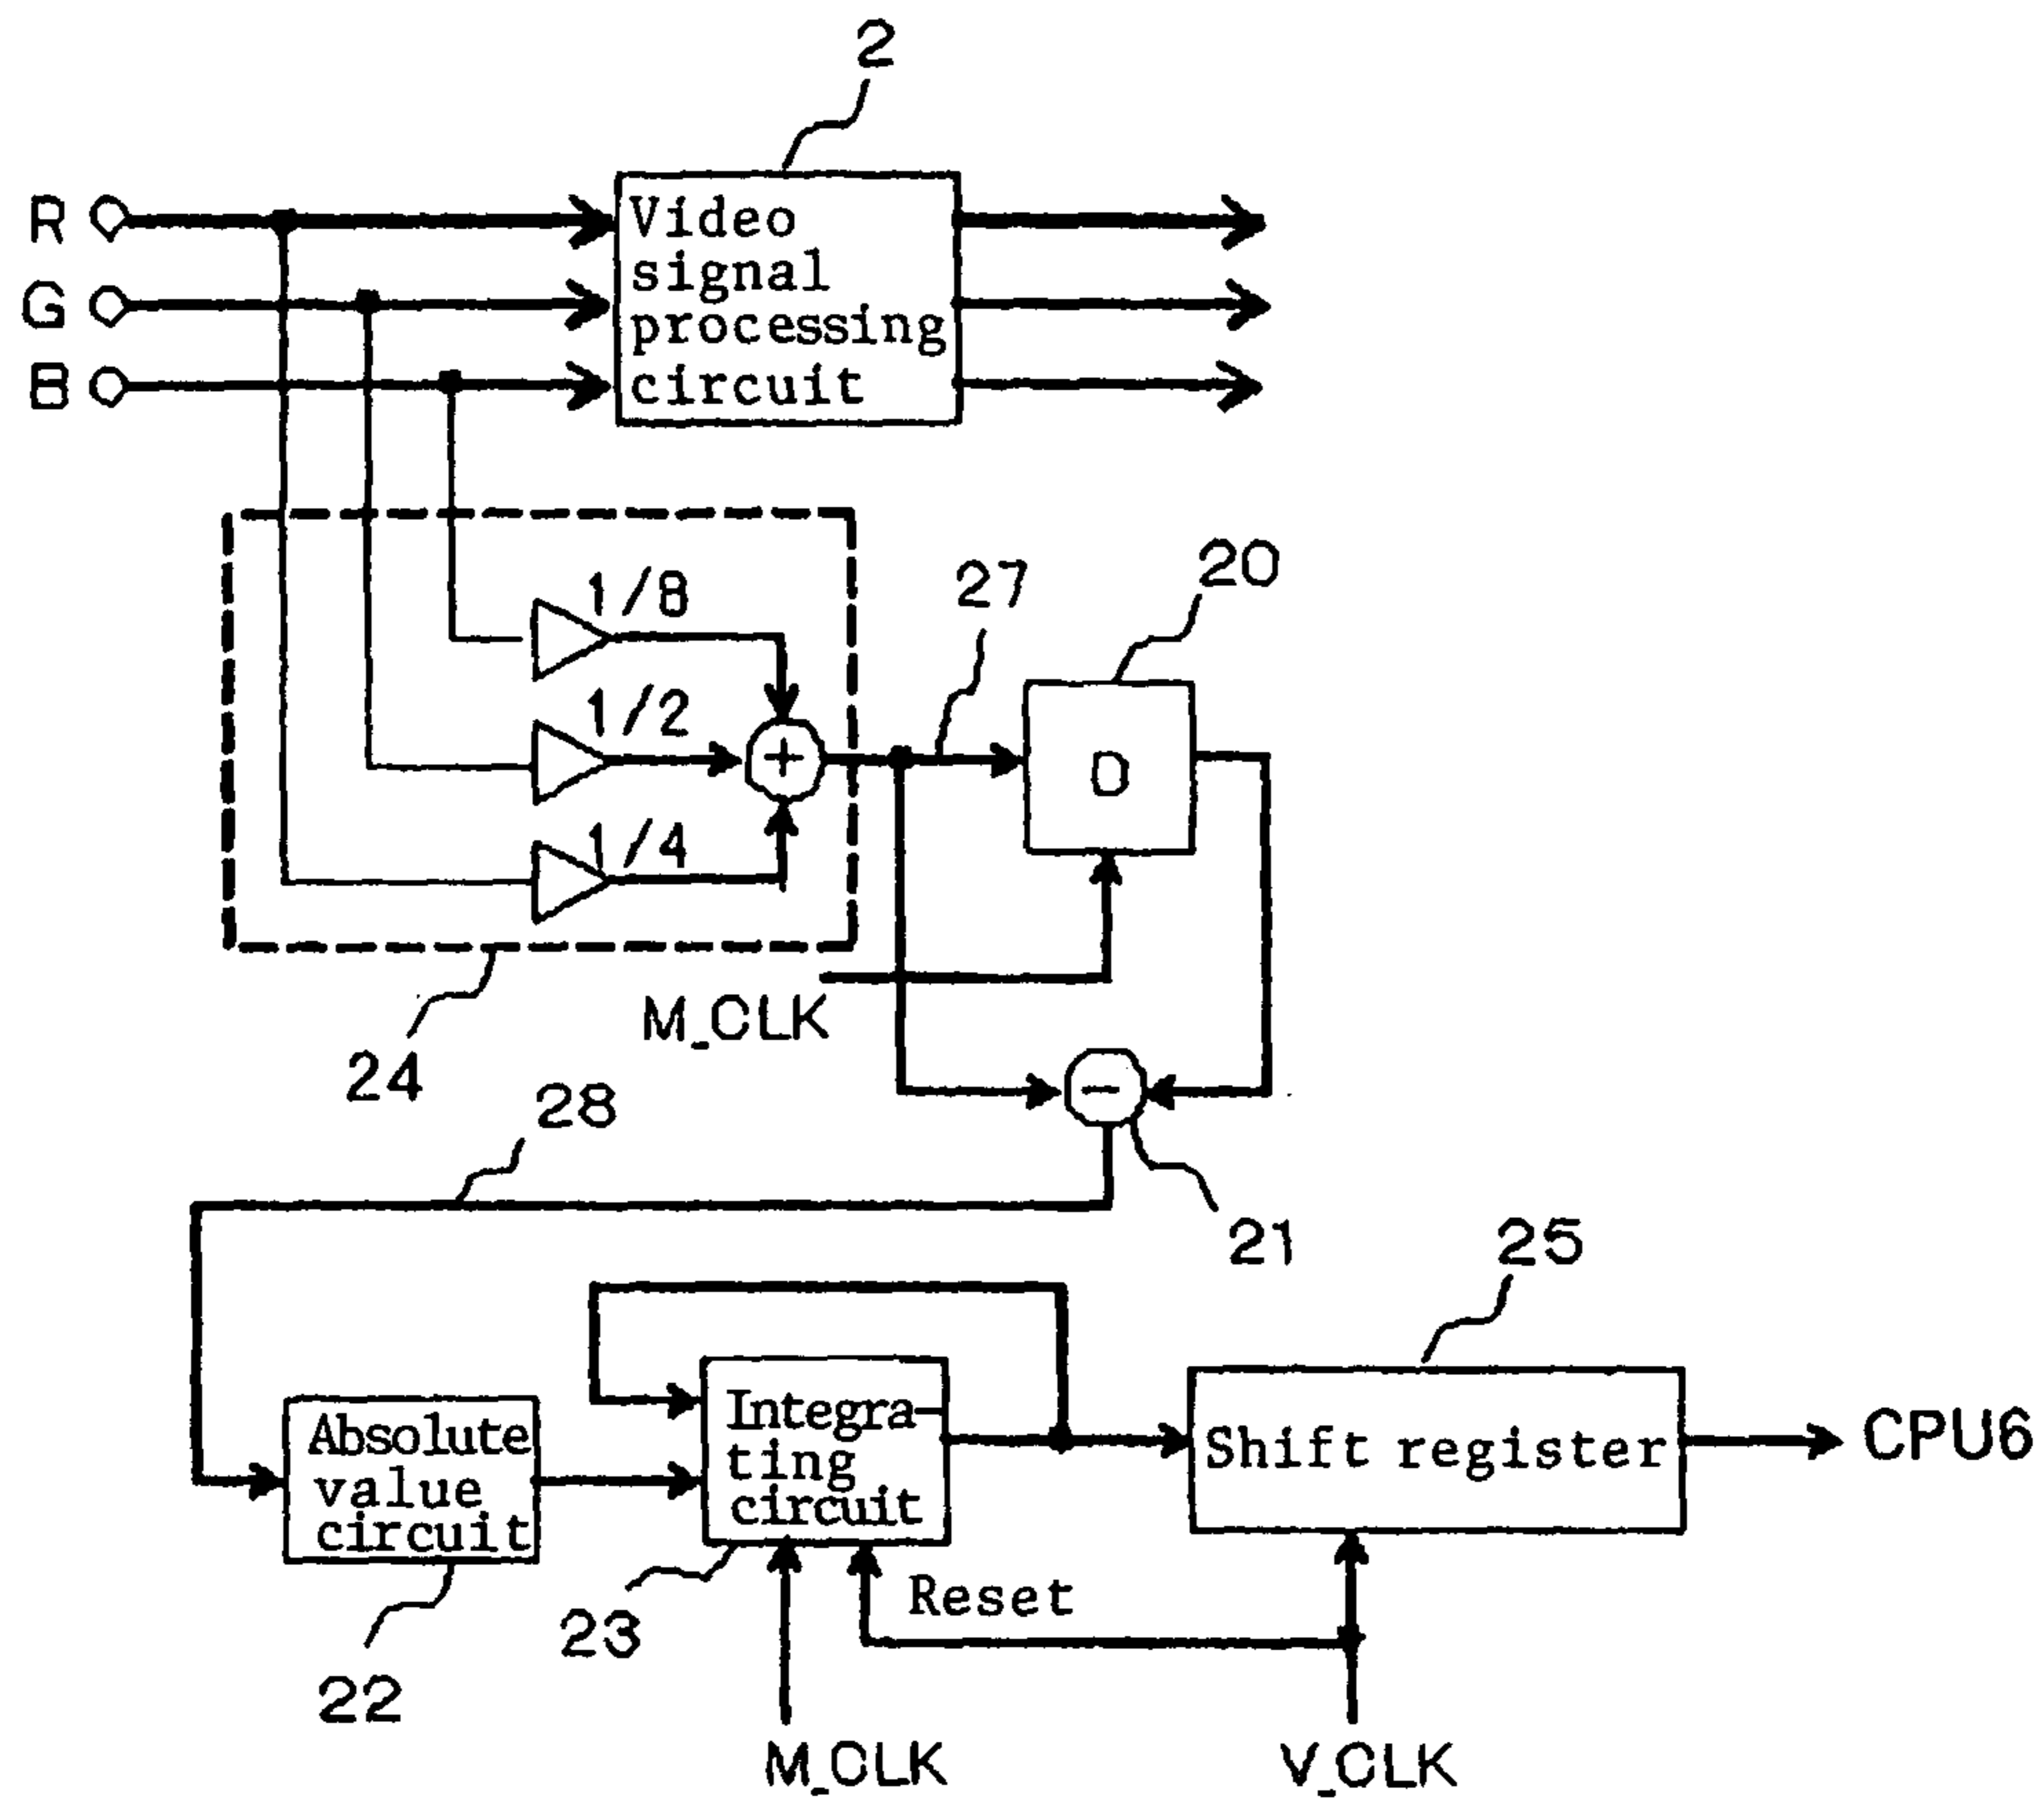 2
R
G
B
Video
signal
processing
circuit
1/8
1/2
1/4
+
27
20
D
M_CLK
24
28
−
21
25
Absolute
value
circuit
Integra-
ting
circuit
Shift register
CPU6
Reset
23
22
M_CLK
V_CLK